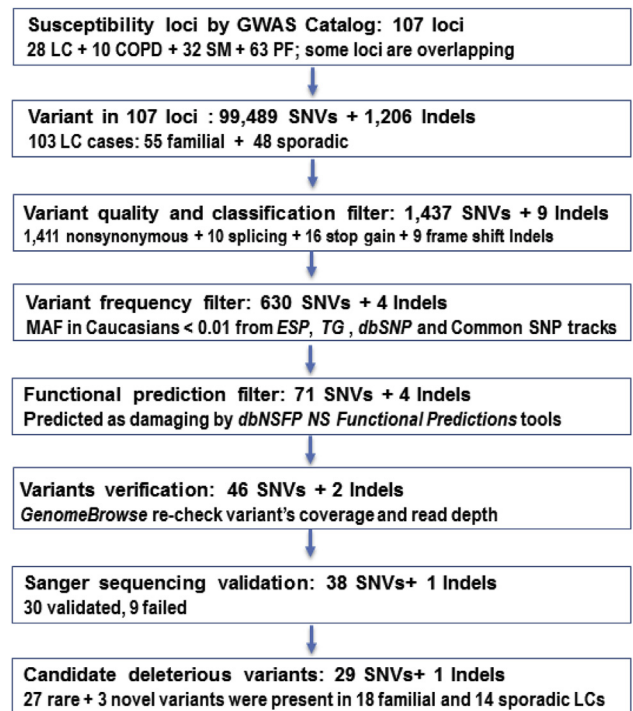 Susceptibility loci by GWAS Catalog: 107 loci
28 LC + 10 COPD + 32 SM + 63 PF; some loci are overlapping
Variant in 107 loci : 99,489 SNVs + 1,206 Indels
103 LC cases: 55 familial + 48 sporadic
Variant quality and classification filter: 1,437 SNVs + 9 Indels
1,411 nonsynonymous + 10 splicing + 16 stop gain + 9 frame shift Indels
Variant frequency filter: 630 SNVs + 4 Indels
MAF in Caucasians < 0.01 from ESP, TG , dbSNP and Common SNP tracks
Functional prediction filter: 71 SNVs + 4 Indels
Predicted as damaging by dbNSFP NS Functional Predictions tools
Variants verification: 46 SNVs + 2 Indels
GenomeBrowse re-check variant's coverage and read depth
Sanger sequencing validation: 38 SNVs+ 1 Indels
30 validated, 9 failed
Candidate deleterious variants: 29 SNVs+ 1 Indels
27 rare + 3 novel variants were present in 18 familial and 14 sporadic LCs